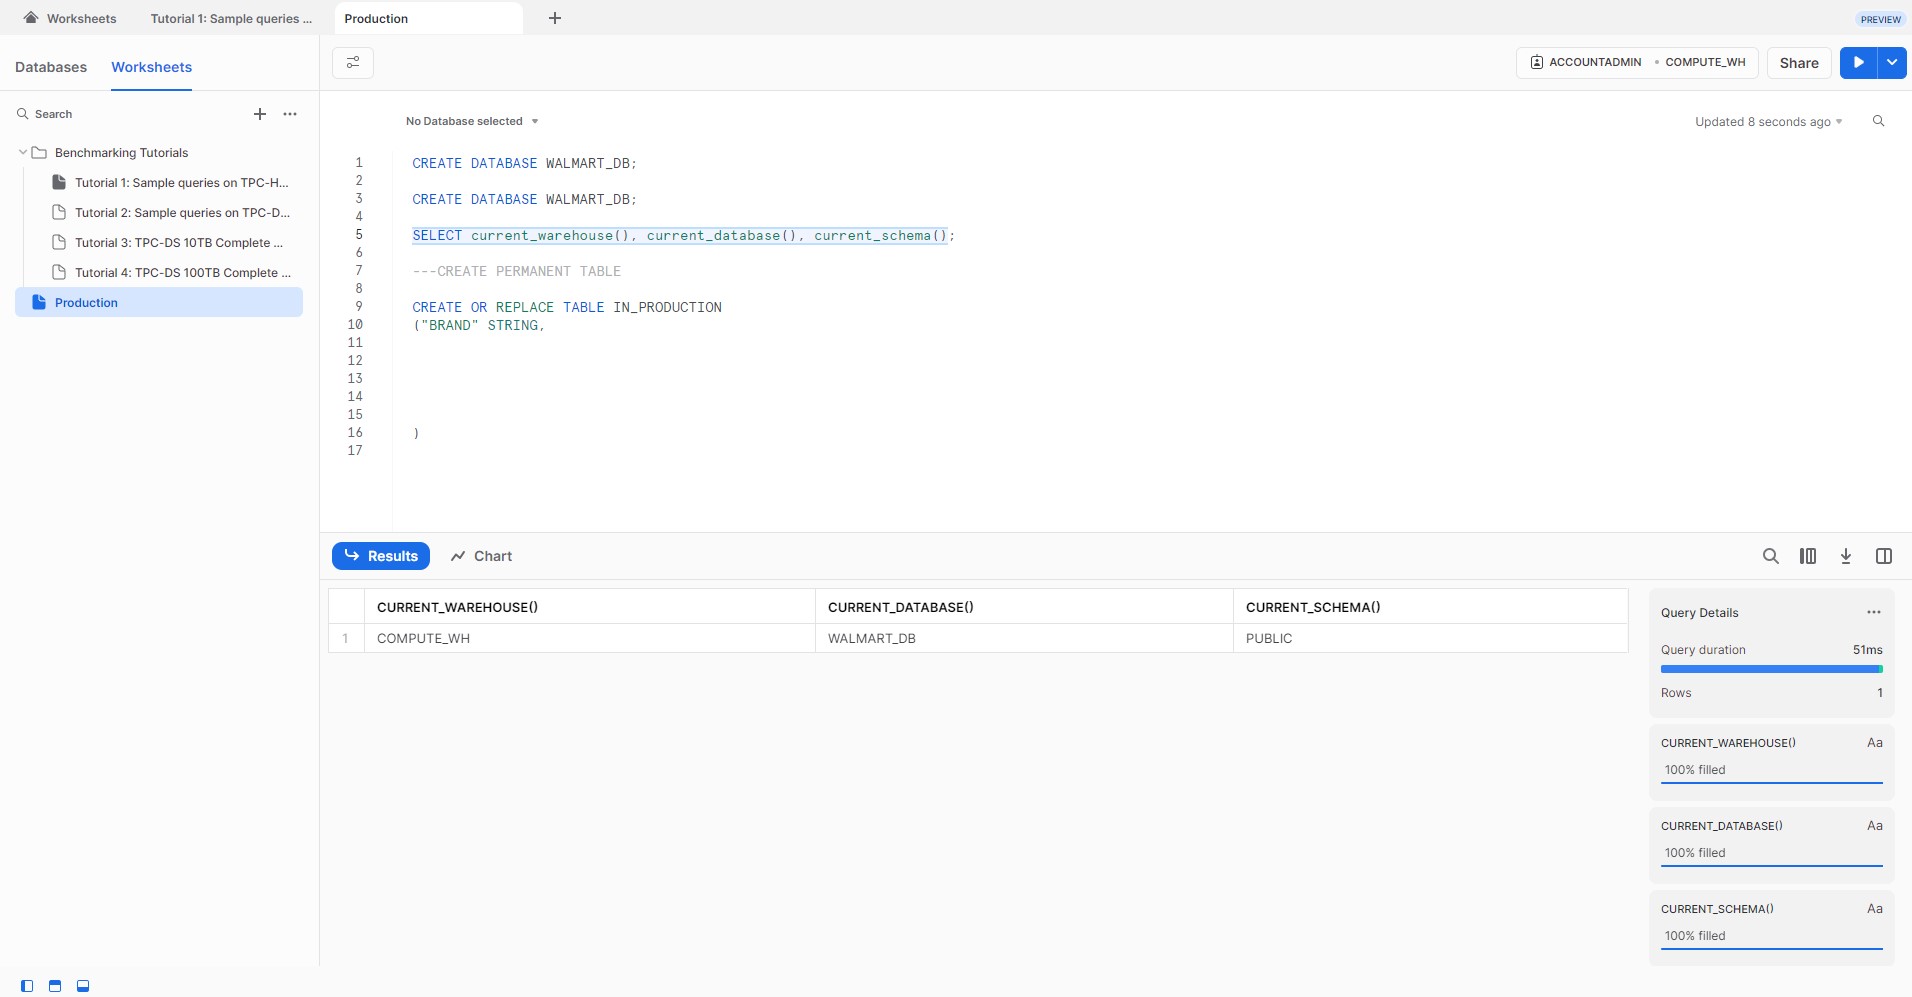 Worksheets
Tutorial 1: Sample queries ...
Production
PREVIEW
Databases
Worksheets
ACCOUNTADMIN • COMPUTE_WH
Share
Search
Benchmarking Tutorials
Tutorial 1: Sample queries on TPC-H...
Tutorial 2: Sample queries on TPC-D...
Tutorial 3: TPC-DS 10TB Complete ...
Tutorial 4: TPC-DS 100TB Complete ...
Production
No Database selected
Updated 8 seconds ago
1 CREATE DATABASE WALMART_DB;
2
3 CREATE DATABASE WALMART_DB;
4
5 SELECT current_warehouse(), current_database(), current_schema();
6
7 ---CREATE PERMANENT TABLE
8
9 CREATE OR REPLACE TABLE IN_PRODUCTION
10 ("BRAND" STRING,
11
12
13
14
15
16 )
17
Results
Chart
CURRENT_WAREHOUSE() CURRENT_DATABASE() CURRENT_SCHEMA()
1 COMPUTE_WH WALMART_DB PUBLIC
Query Details
Query duration 51ms
Rows 1
CURRENT_WAREHOUSE() Aa
100% filled
CURRENT_DATABASE() Aa
100% filled
CURRENT_SCHEMA() Aa
100% filled